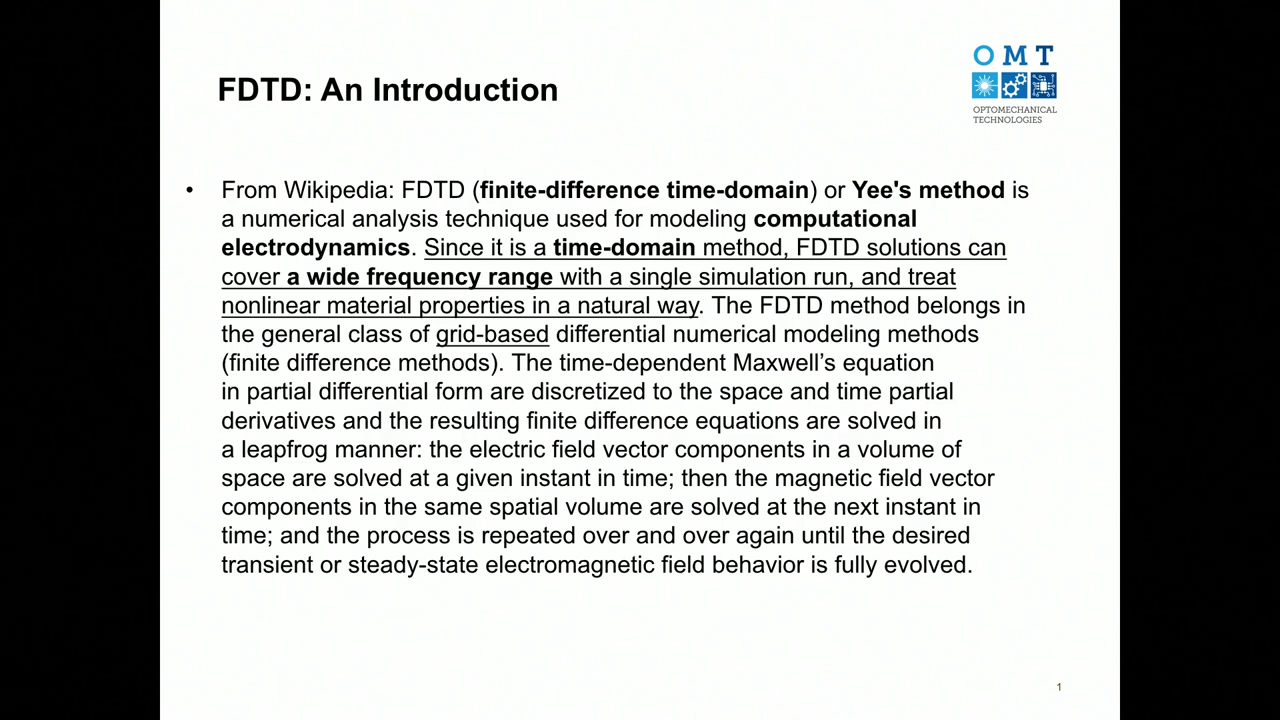 FDTD: An Introduction
O M T
OPTOMECHANICAL
TECHNOLOGIES
• From Wikipedia: FDTD (finite-difference time-domain) or Yee's method is
a numerical analysis technique used for modeling computational
electrodynamics. Since it is a time-domain method, FDTD solutions can
cover a wide frequency range with a single simulation run, and treat
nonlinear material properties in a natural way. The FDTD method belongs in
the general class of grid-based differential numerical modeling methods
(finite difference methods). The time-dependent Maxwell’s equation
in partial differential form are discretized to the space and time partial
derivatives and the resulting finite difference equations are solved in
a leapfrog manner: the electric field vector components in a volume of
space are solved at a given instant in time; then the magnetic field vector
components in the same spatial volume are solved at the next instant in
time; and the process is repeated over and over again until the desired
transient or steady-state electromagnetic field behavior is fully evolved.
1